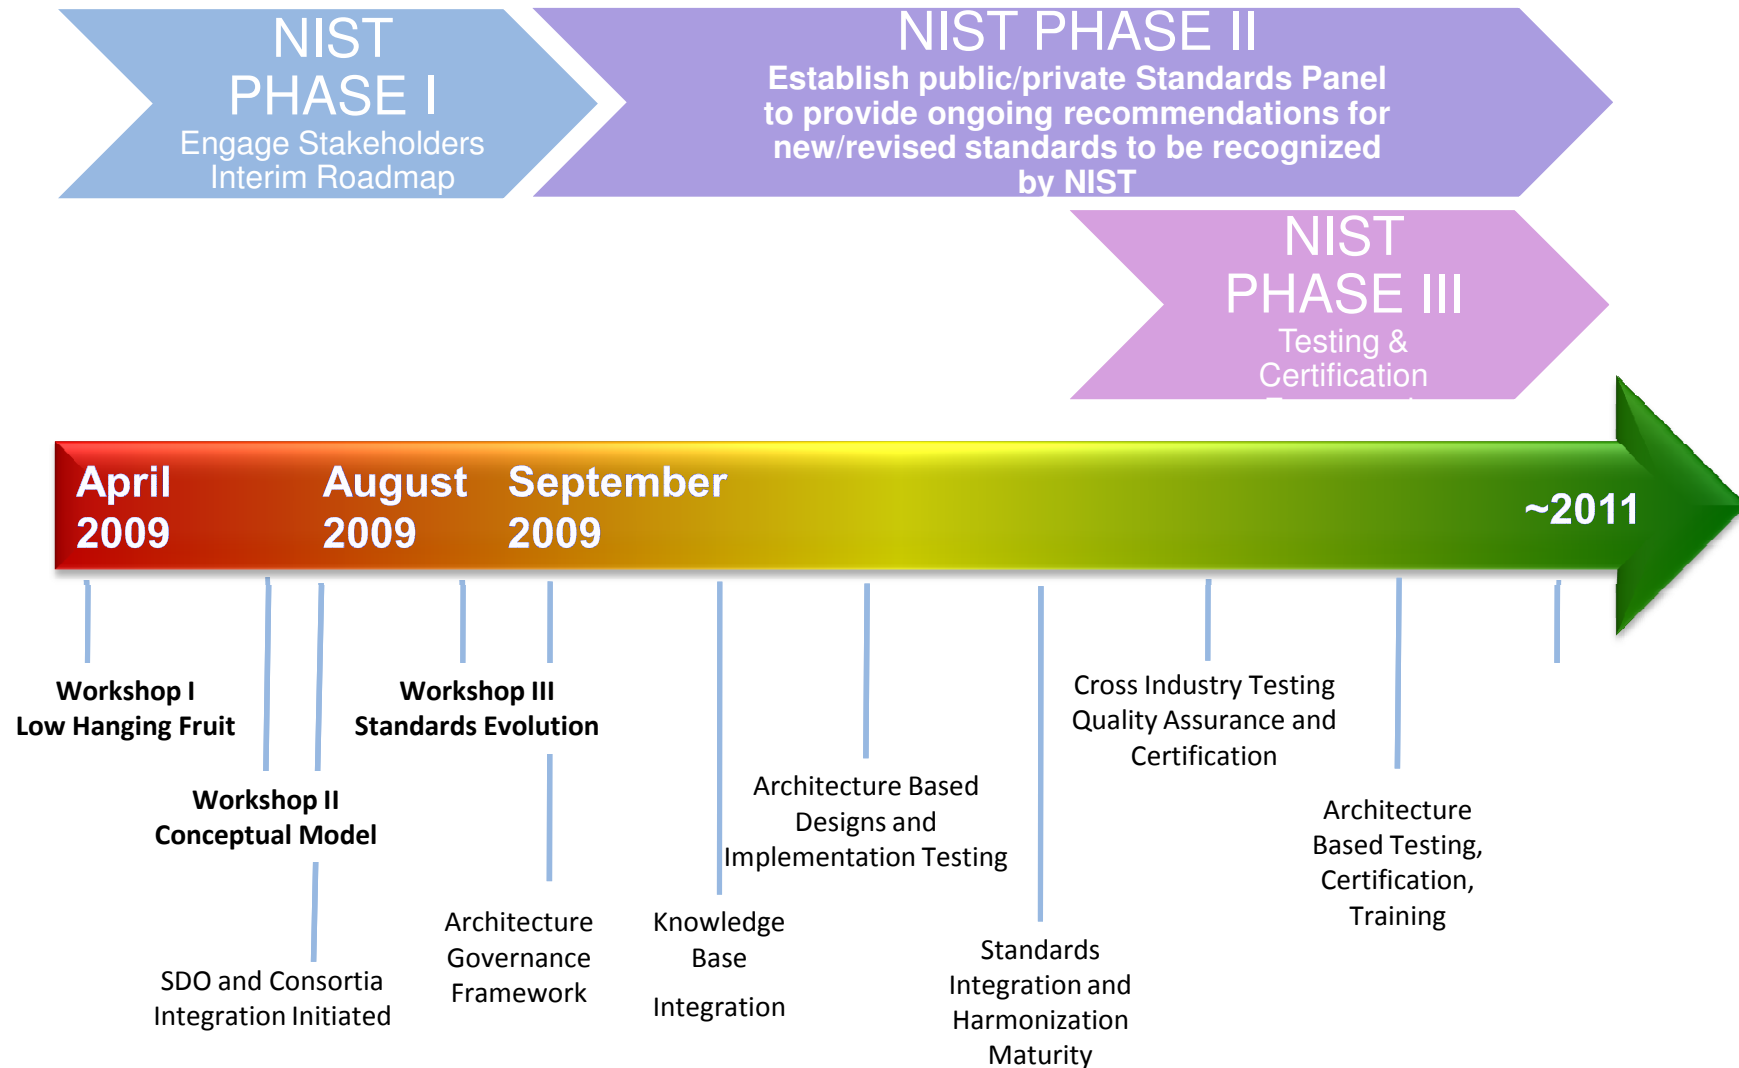 NIST
PHASE I
Engage Stakeholders
Interim Roadmap
NIST PHASE II
Establish public/private Standards Panel
to provide ongoing recommendations for
new/revised standards to be recognized
by NIST
NIST
PHASE III
Testing &
Certification
April
2009
August
2009
September
2009
~2011
Workshop I
Low Hanging Fruit
Workshop II
Conceptual Model
SDO and Consortia
Integration Initiated
Workshop III
Standards Evolution
Architecture
Governance
Framework
Knowledge
Base
Integration
Architecture Based
Designs and
Implementation Testing
Standards
Integration and
Harmonization
Maturity
Cross Industry Testing
Quality Assurance and
Certification
Architecture
Based Testing,
Certification,
Training